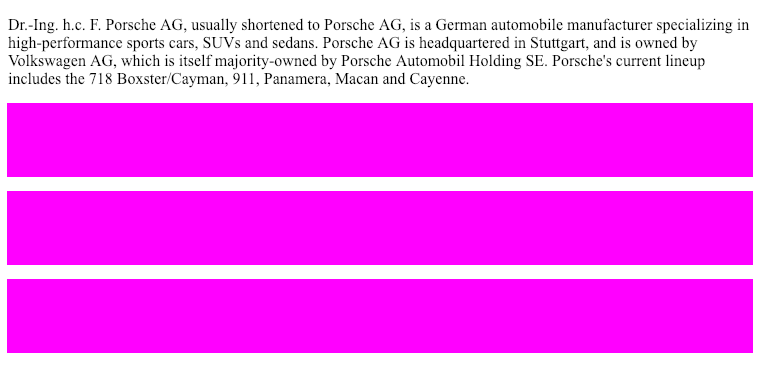 Dr.-Ing. h.c. F. Porsche AG, usually shortened to Porsche AG, is a German automobile manufacturer specializing in
high-performance sports cars, SUVs and sedans. Porsche AG is headquartered in Stuttgart, and is owned by
Volkswagen AG, which is itself majority-owned by Porsche Automobil Holding SE. Porsche's current lineup
includes the 718 Boxster/Cayman, 911, Panamera, Macan and Cayenne.